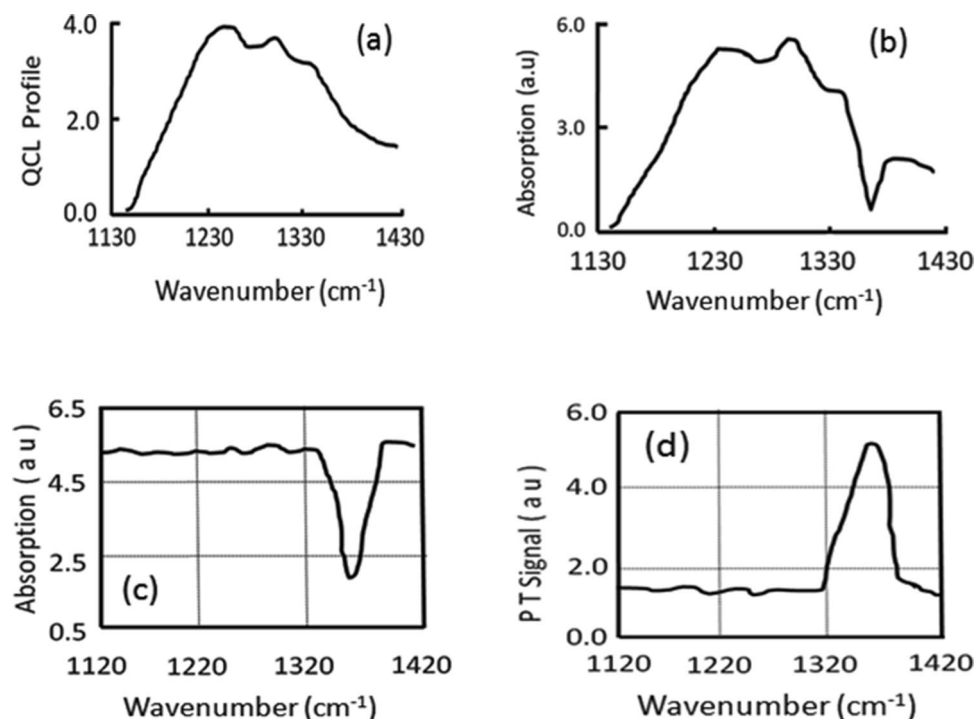 (a)
4.0
2.0
0.0
QCL Profile
1130 1230 1330 1430
Wavenumber (cm-1)
(b)
6.0
3.0
0.0
Absorption (a.u)
1130 1230 1330 1430
Wavenumber (cm-1)
(c)
6.5
4.5
2.5
0.5
Absorption ( a u )
1120 1220 1320 1420
Wavenumber (cm-1)
(d)
6.0
4.0
2.0
0.0
P T Signal ( a u )
1120 1220 1320 1420
Wavenumber (cm-1)